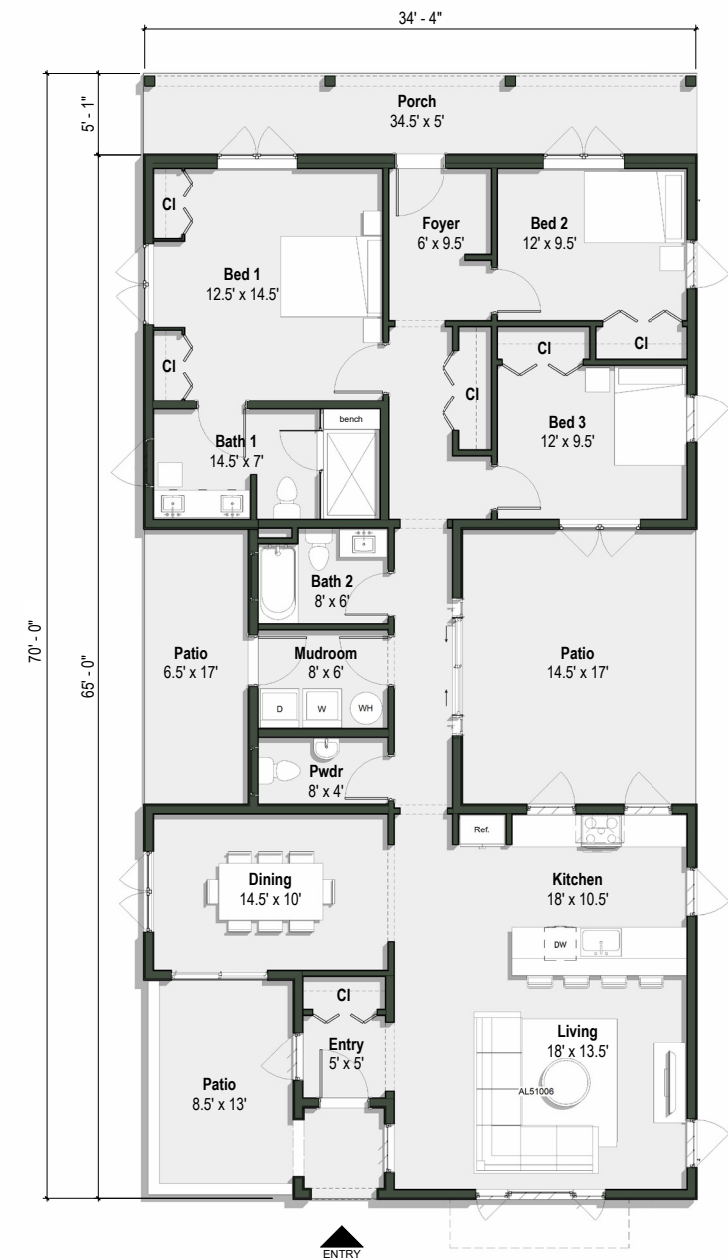 34' - 4"
5' - 1"
Porch
34.5' x 5'
Cl
Foyer
6' x 9.5'
Bed 2
12' x 9.5'
Bed 1
12.5' x 14.5'
Cl
Cl
Cl
Cl
Bed 3
12' x 9.5'
bench
Bath 1
14.5' x 7'
Bath 2
8' x 6'
70' - 0"
65' - 0"
Patio
6.5' x 17'
Mudroom
8' x 6'
Patio
14.5' x 17'
D
W
WH
Pwdr
8' x 4'
Ref.
Dining
14.5' x 10'
Kitchen
18' x 10.5'
DW
Cl
Entry
5' x 5'
Living
18' x 13.5'
Patio
8.5' x 13'
AL51006
ENTRY